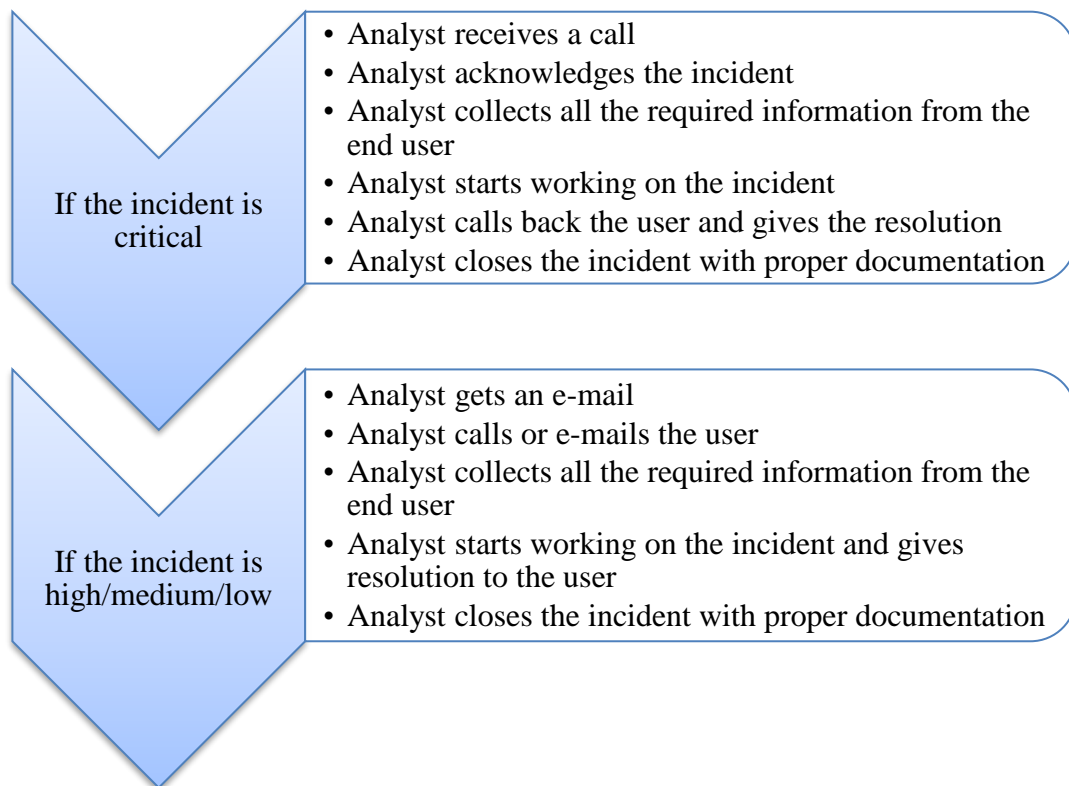 If the incident is
critical
• Analyst receives a call
• Analyst acknowledges the incident
• Analyst collects all the required information from the
end user
• Analyst starts working on the incident
• Analyst calls back the user and gives the resolution
• Analyst closes the incident with proper documentation
If the incident is
high/medium/low
• Analyst gets an e-mail
• Analyst calls or e-mails the user
• Analyst collects all the required information from the
end user
• Analyst starts working on the incident and gives
resolution to the user
• Analyst closes the incident with proper documentation